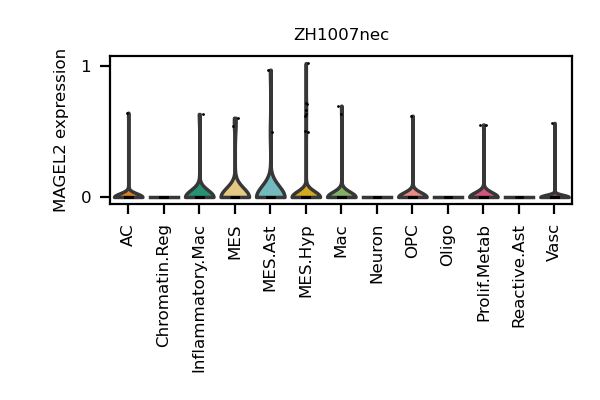 ZH1007nec
MAGEL2 expression
1
0
AC
Chromatin.Reg
Inflammatory.Mac
MES
MES.Ast
MES.Hyp
Mac
Neuron
OPC
Oligo
Prolif.Metab
Reactive.Ast
Vasc